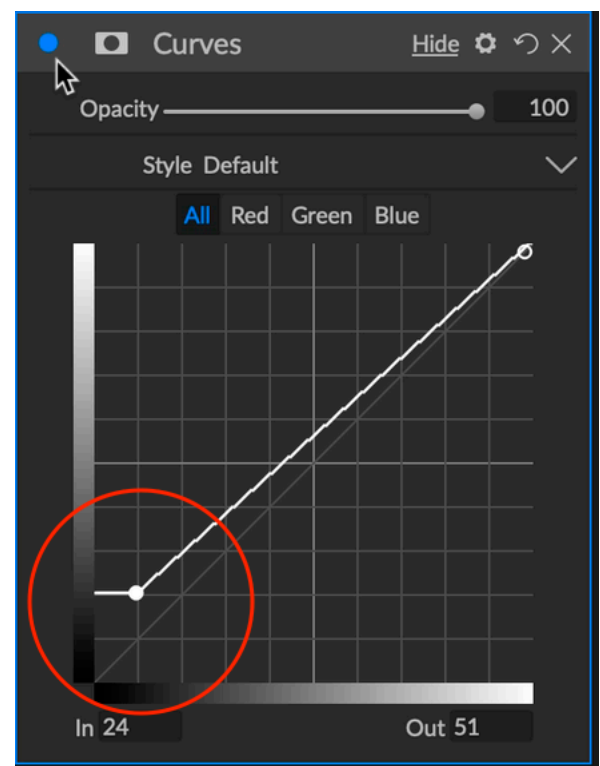 Curves Hide
Opacity 100
Style Default
All Red Green Blue
In 24 Out 51